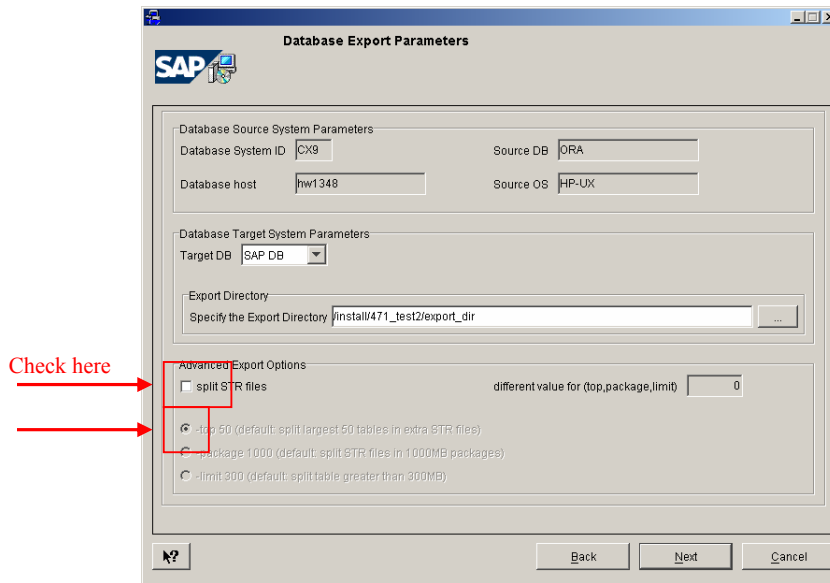 Database Export Parameters
SAP
Database Source System Parameters
Database System ID CX9 Source DB ORA
Database host hw1348 Source OS HP-UX
Database Target System Parameters
Target DB SAP DB
Export Directory
Specify the Export Directory /install/471_test2/export_dir ...
Check here
Advanced Export Options
split STR files different value for (top,package,limit) 0
-top 50 (default: split largest 50 tables in extra STR files)
-package 1000 (default: split STR files in 1000MB packages)
-limit 300 (default: split table greater than 300MB)
? Back Next Cancel